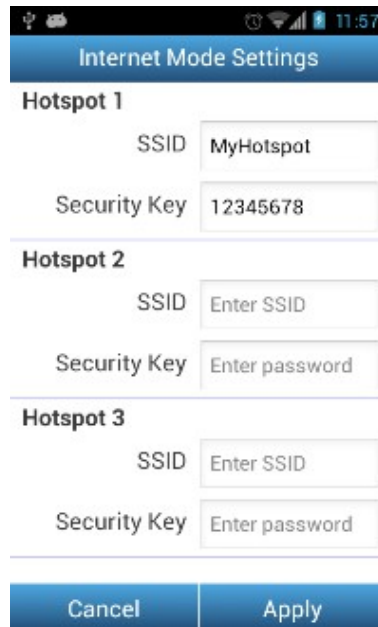 11:57
Internet Mode Settings
Hotspot 1
SSID MyHotspot
Security Key 12345678
Hotspot 2
SSID Enter SSID
Security Key Enter password
Hotspot 3
SSID Enter SSID
Security Key Enter password
Cancel Apply